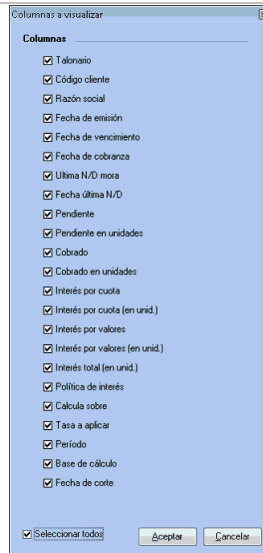 Columnas a visualizar
Columnas
Talonario
Código cliente
Razón social
Fecha de emisión
Fecha de vencimiento
Fecha de cobranza
Ultima N/D mora
Fecha última N/D
Pendiente
Pendiente en unidades
Cobrado
Cobrado en unidades
Interés por cuota
Interés por cuota (en unid.)
Interés por valores
Interés por valores (en unid.)
Interés total (en unid.)
Política de interés
Calcula sobre
Tasa a aplicar
Período
Base de cálculo
Fecha de corte
Seleccionar todos
Aceptar
Cancelar